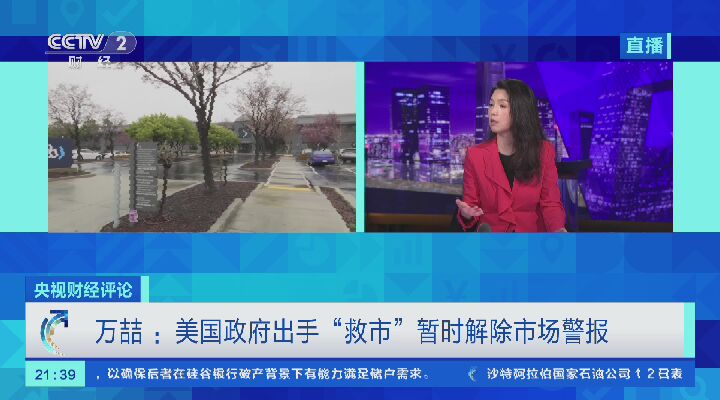 CCTV 2
财经
直播
央视财经评论
万喆：美国政府出手“救市”暂时解除市场警报
21:39
，以确保后者在硅谷银行破产背景下有能力满足储户需求。
沙特阿拉伯国家石油公司１２日表